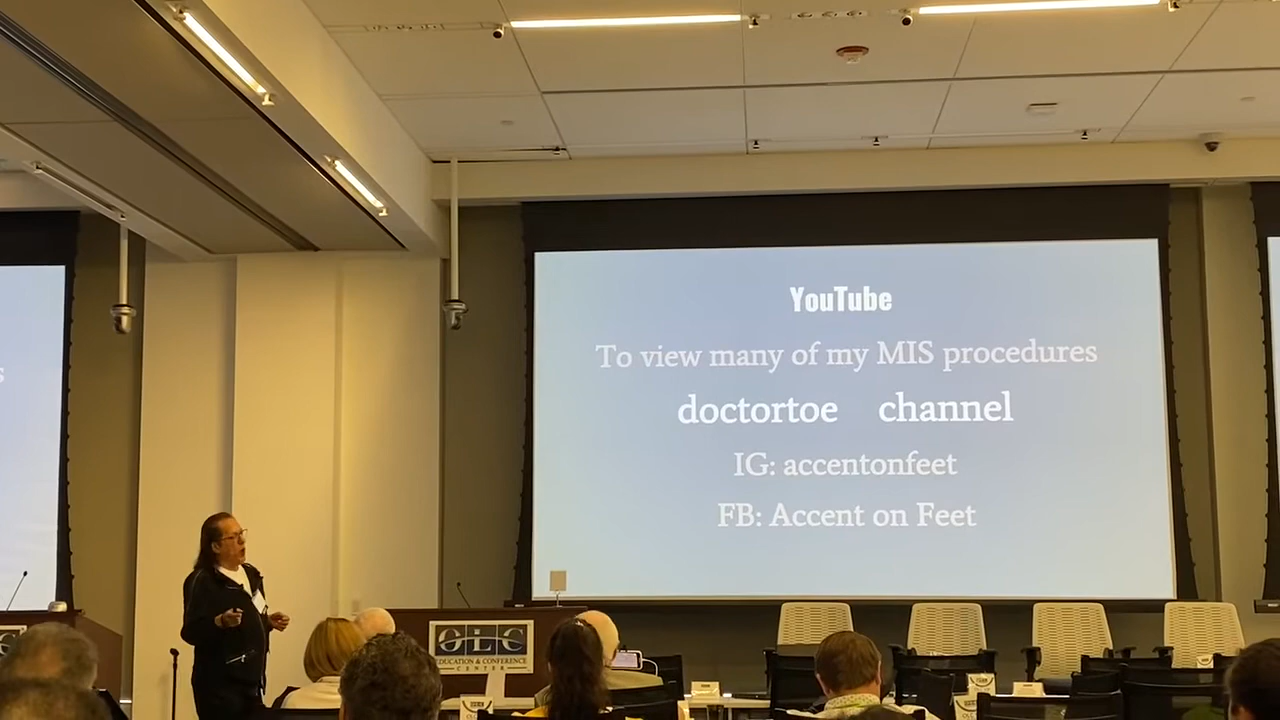 YouTube
To view many of my MIS procedures
doctortoe channel
IG: accentonfeet
FB: Accent on Feet
s
OLC
EDUCATION & CONFERENCE
CENTER